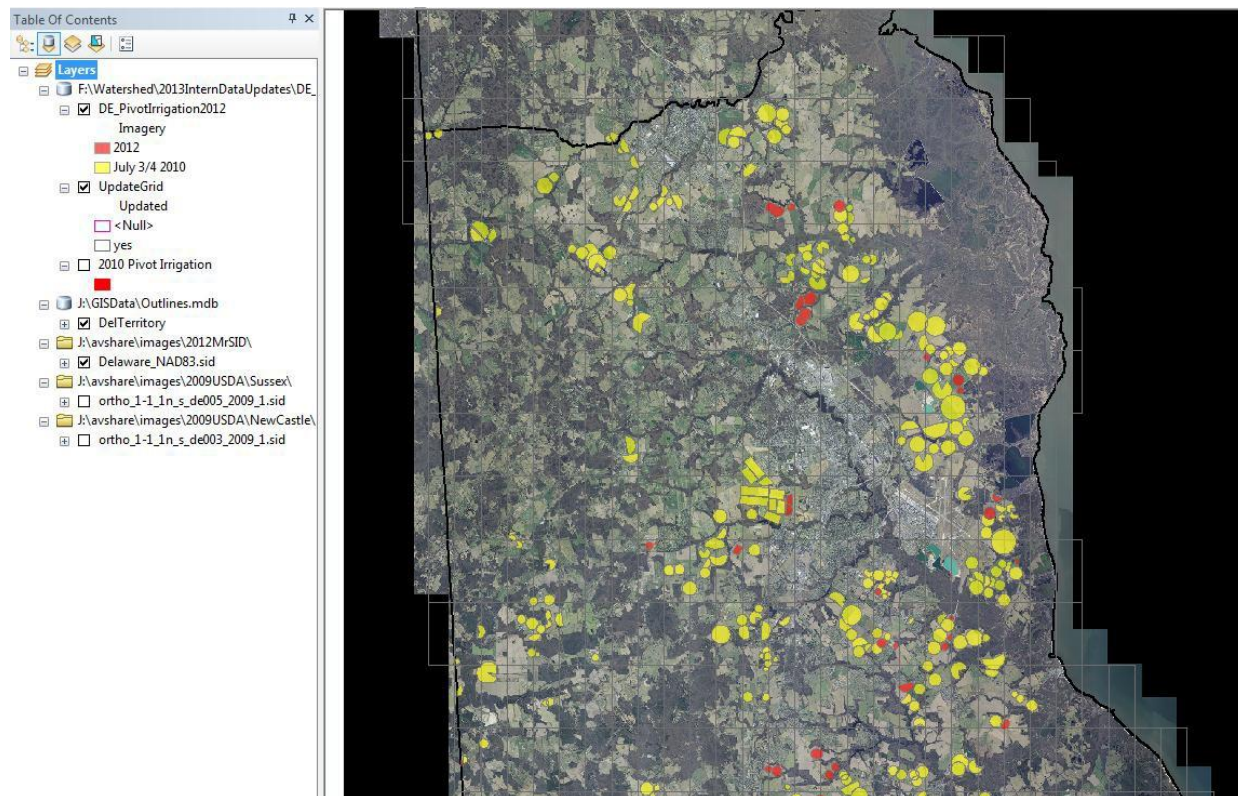 Table Of Contents
Layers
F:\Watershed\2013InternDataUpdates\DE_
DE_PivotIrrigation2012
Imagery
2012
July 3/4 2010
UpdateGrid
Updated
<Null>
yes
2010 Pivot Irrigation
J:\GISData\Outlines.mdb
DelTerritory
J:\avshare\images\2012MrSID\
Delaware_NAD83.sid
J:\avshare\images\2009USDA\Sussex\
ortho_1-1_1n_s_de005_2009_1.sid
J:\avshare\images\2009USDA\NewCastle\
ortho_1-1_1n_s_de003_2009_1.sid